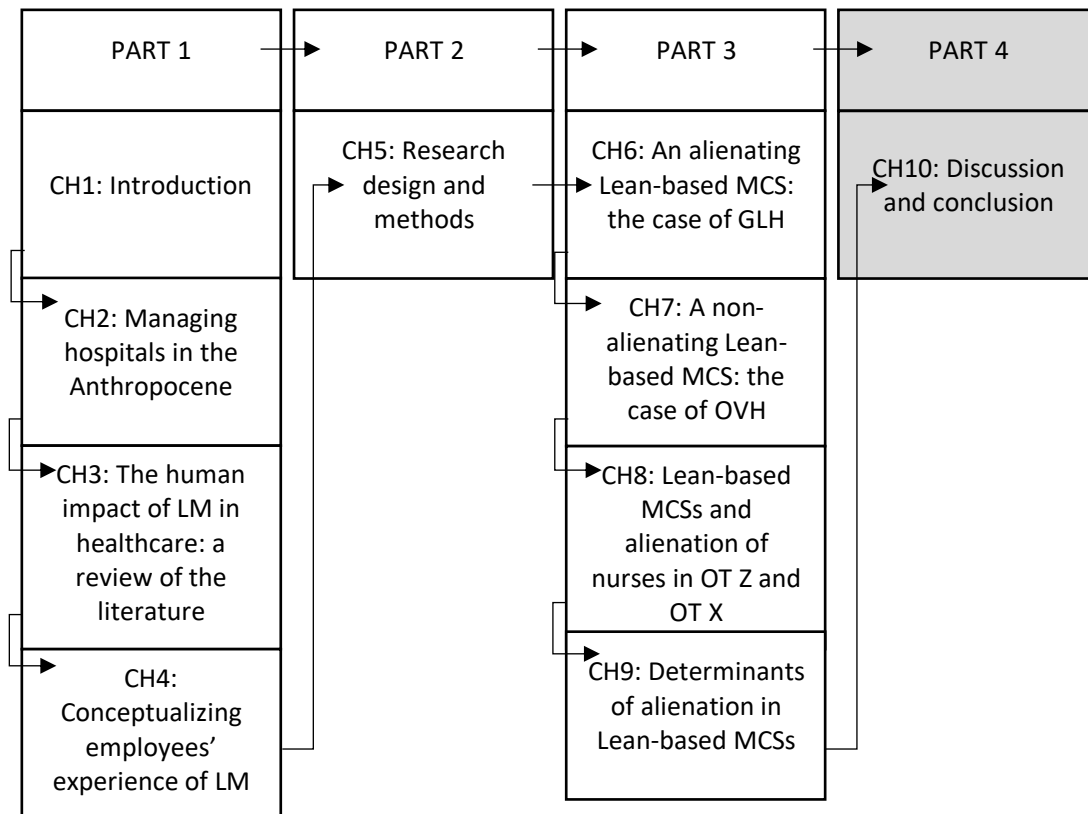 PART 1
PART 2
PART 3
PART 4
CH1: Introduction
CH2: Managing
hospitals in the
Anthropocene
CH3: The human
impact of LM in
healthcare: a
review of the
literature
CH4:
Conceptualizing
employees’
experience of LM
CH5: Research
design and
methods
CH6: An alienating
Lean-based MCS:
the case of GLH
CH7: A non-
alienating Lean-
based MCS: the
case of OVH
CH8: Lean-based
MCSs and
alienation of
nurses in OT Z and
OT X
CH9: Determinants
of alienation in
Lean-based MCSs
CH10: Discussion
and conclusion